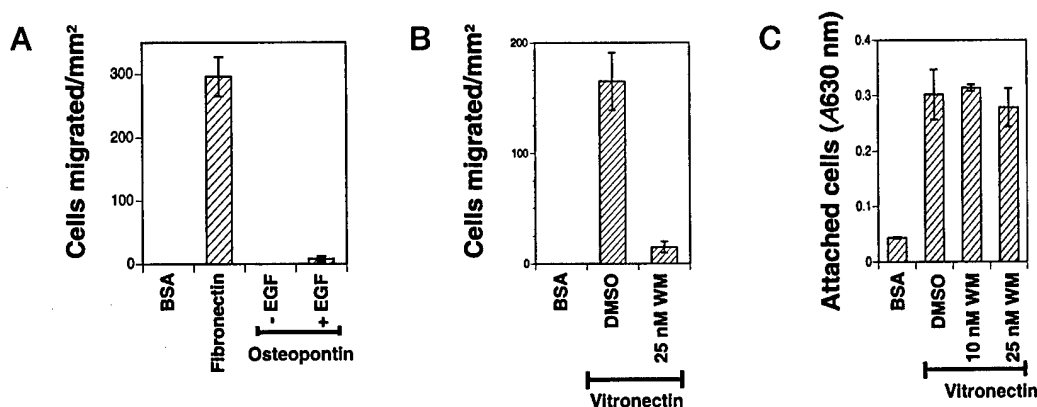 A
Cells migrated/mm²
300
200
100
0
BSA
Fibronectin
- EGF
+ EGF
Osteopontin
B
Cells migrated/mm²
200
100
0
BSA
DMSO
25 nM WM
Vitronectin
C
Attached cells (A630 nm)
0.4
0.3
0.2
0.1
0
BSA
DMSO
10 nM WM
25 nM WM
Vitronectin